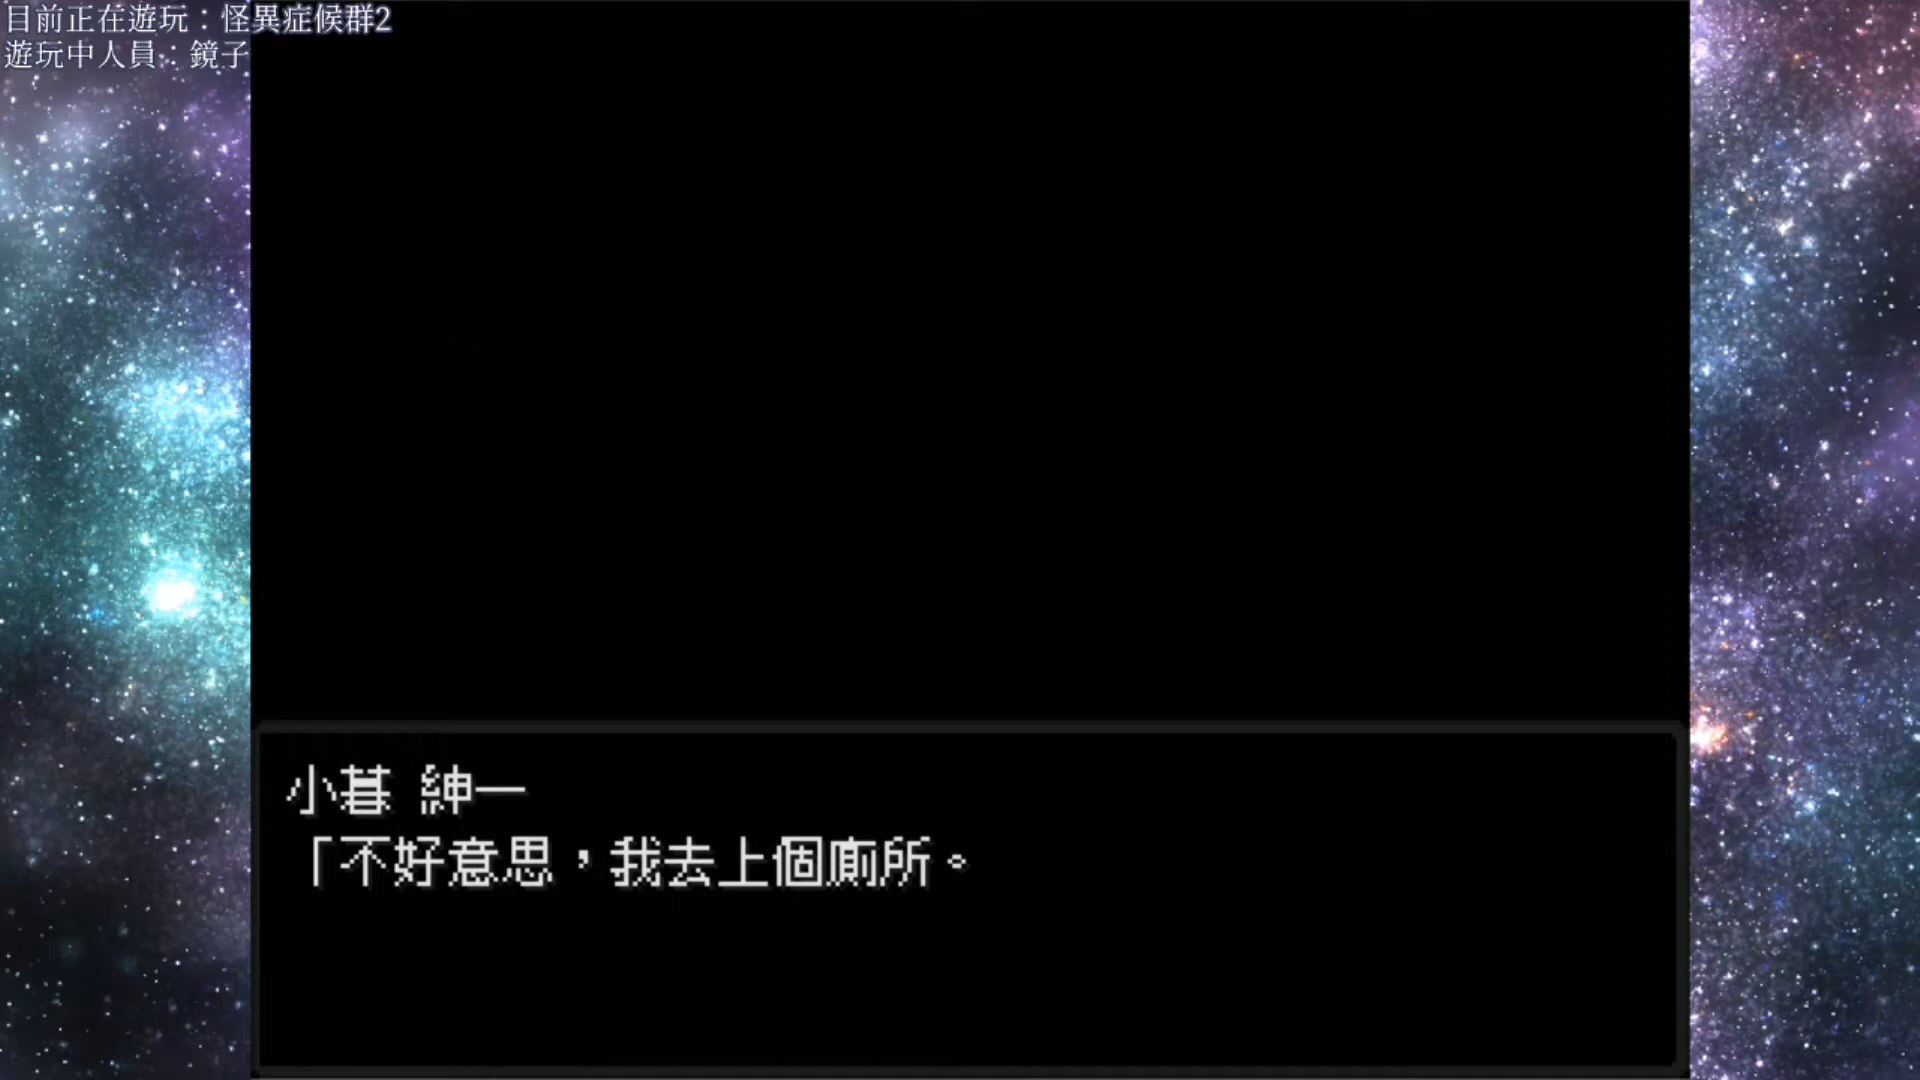 目前正在遊玩：怪異症候群2
遊玩中人員：鏡子
小暮 紳一
「不好意思，我去上個廁所。